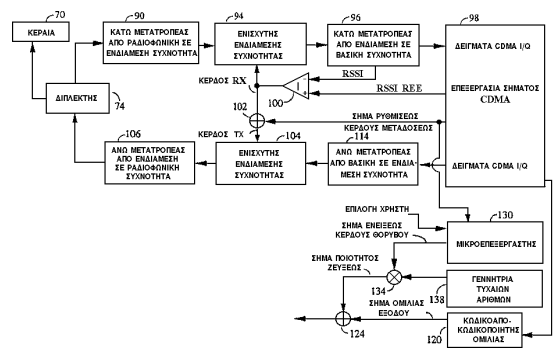 70
ΚΕΡΑΙΑ
90
ΚΑΤΩ ΜΕΤΑΤΡΟΠΕΑΣ
ΑΠΟ ΡΑΔΙΟΦΩΝΙΚΗ ΣΕ
ΕΝΔΙΑΜΕΣΗ ΣΥΧΝΟΤΗΤΑ
94
ΕΝΙΣΧΥΤΗΣ
ΕΝΔΙΑΜΕΣΗΣ
ΣΥΧΝΟΤΗΤΑΣ
96
ΚΑΤΩ ΜΕΤΑΤΡΟΠΕΑΣ
ΑΠΟ ΕΝΔΙΑΜΕΣΗ ΣΕ
ΒΑΣΙΚΗ ΣΥΧΝΟΤΗΤΑ
98
ΔΕΙΓΜΑΤΑ CDMA I/Q
ΕΠΕΞΕΡΓΑΣΙΑ ΣΗΜΑΤΟΣ
CDMA
ΔΕΙΓΜΑΤΑ CDMA I/Q
RSSI
RSSI REE
ΚΕΡΔΟΣ RX
100
ΔΙΠΛΕΚΤΗΣ
74
102
ΣΗΜΑ ΡΥΘΜΙΣΕΩΣ
ΚΕΡΔΟΥΣ ΜΕΤΑΔΟΣΕΩΣ
ΚΕΡΔΟΣ TX
106
ΑΝΩ ΜΕΤΑΤΡΟΠΕΑΣ
ΑΠΟ ΕΝΔΙΑΜΕΣΗ
ΣΕ ΡΑΔΙΟΦΩΝΙΚΗ
ΣΥΧΝΟΤΗΤΑ
104
ΕΝΙΣΧΥΤΗΣ
ΕΝΔΙΑΜΕΣΗΣ
ΣΥΧΝΟΤΗΤΑΣ
114
ΑΝΩ ΜΕΤΑΤΡΟΠΕΑΣ
ΑΠΟ ΒΑΣΙΚΗ ΣΕ ΕΝΔΙΑ-
ΜΕΣΗ ΣΥΧΝΟΤΗΤΑ
ΕΠΙΛΟΓΗ ΧΡΗΣΤΗ
130
ΜΙΚΡΟΕΠΕΞΕΡΓΑΣΤΗΣ
ΣΗΜΑ ΕΝΕΙΞΕΩΣ
ΚΕΡΔΟΥΣ ΘΟΡΥΒΟΥ
ΣΗΜΑ ΠΟΙΟΤΗΤΟΣ
ΖΕΥΞΕΩΣ
134
ΓΕΝΝΗΤΡΙΑ
ΤΥΧΑΙΩΝ
ΑΡΙΘΜΩΝ
138
ΣΗΜΑ ΟΜΙΛΙΑΣ
ΕΞΟΔΟΥ
124
ΚΩΔΙΚΟΑΠΟ-
ΚΩΔΙΚΟΠΟΙΗΤΗΣ
ΟΜΙΛΙΑΣ
120